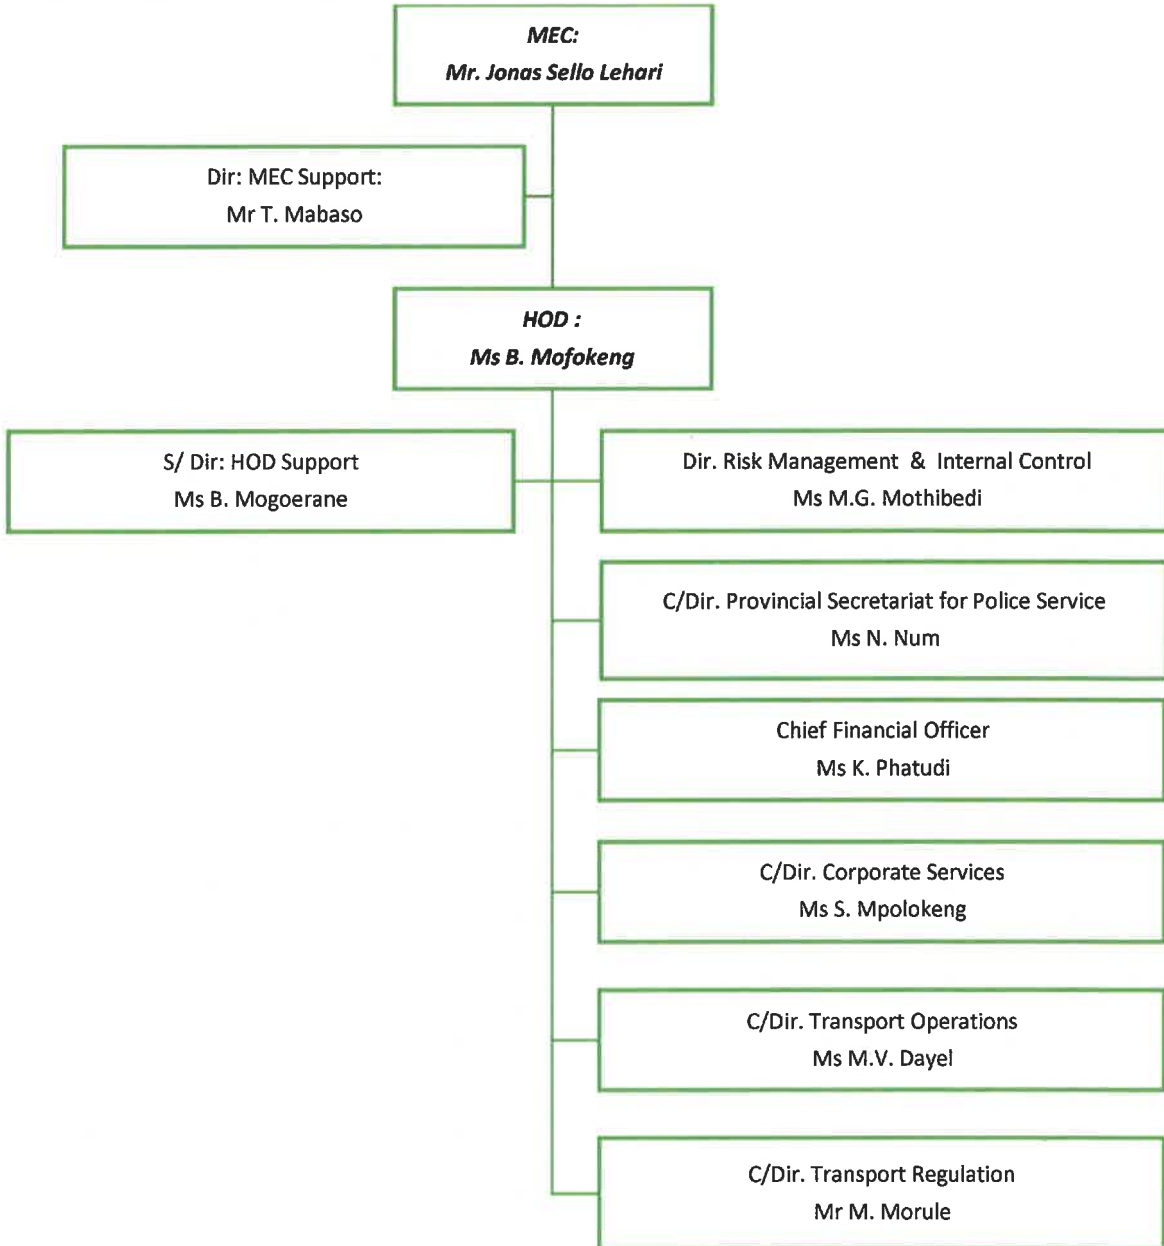 MEC:
Mr. Jonas Sello Lehari
Dir: MEC Support:
Mr T. Mabaso
HOD :
Ms B. Mofokeng
S/ Dir: HOD Support
Ms B. Mogoerane
Dir. Risk Management & Internal Control
Ms M.G. Mothibedi
C/Dir. Provincial Secretariat for Police Service
Ms N. Num
Chief Financial Officer
Ms K. Phatudi
C/Dir. Corporate Services
Ms S. Mpolokeng
C/Dir. Transport Operations
Ms M.V. Dayel
C/Dir. Transport Regulation
Mr M. Morule